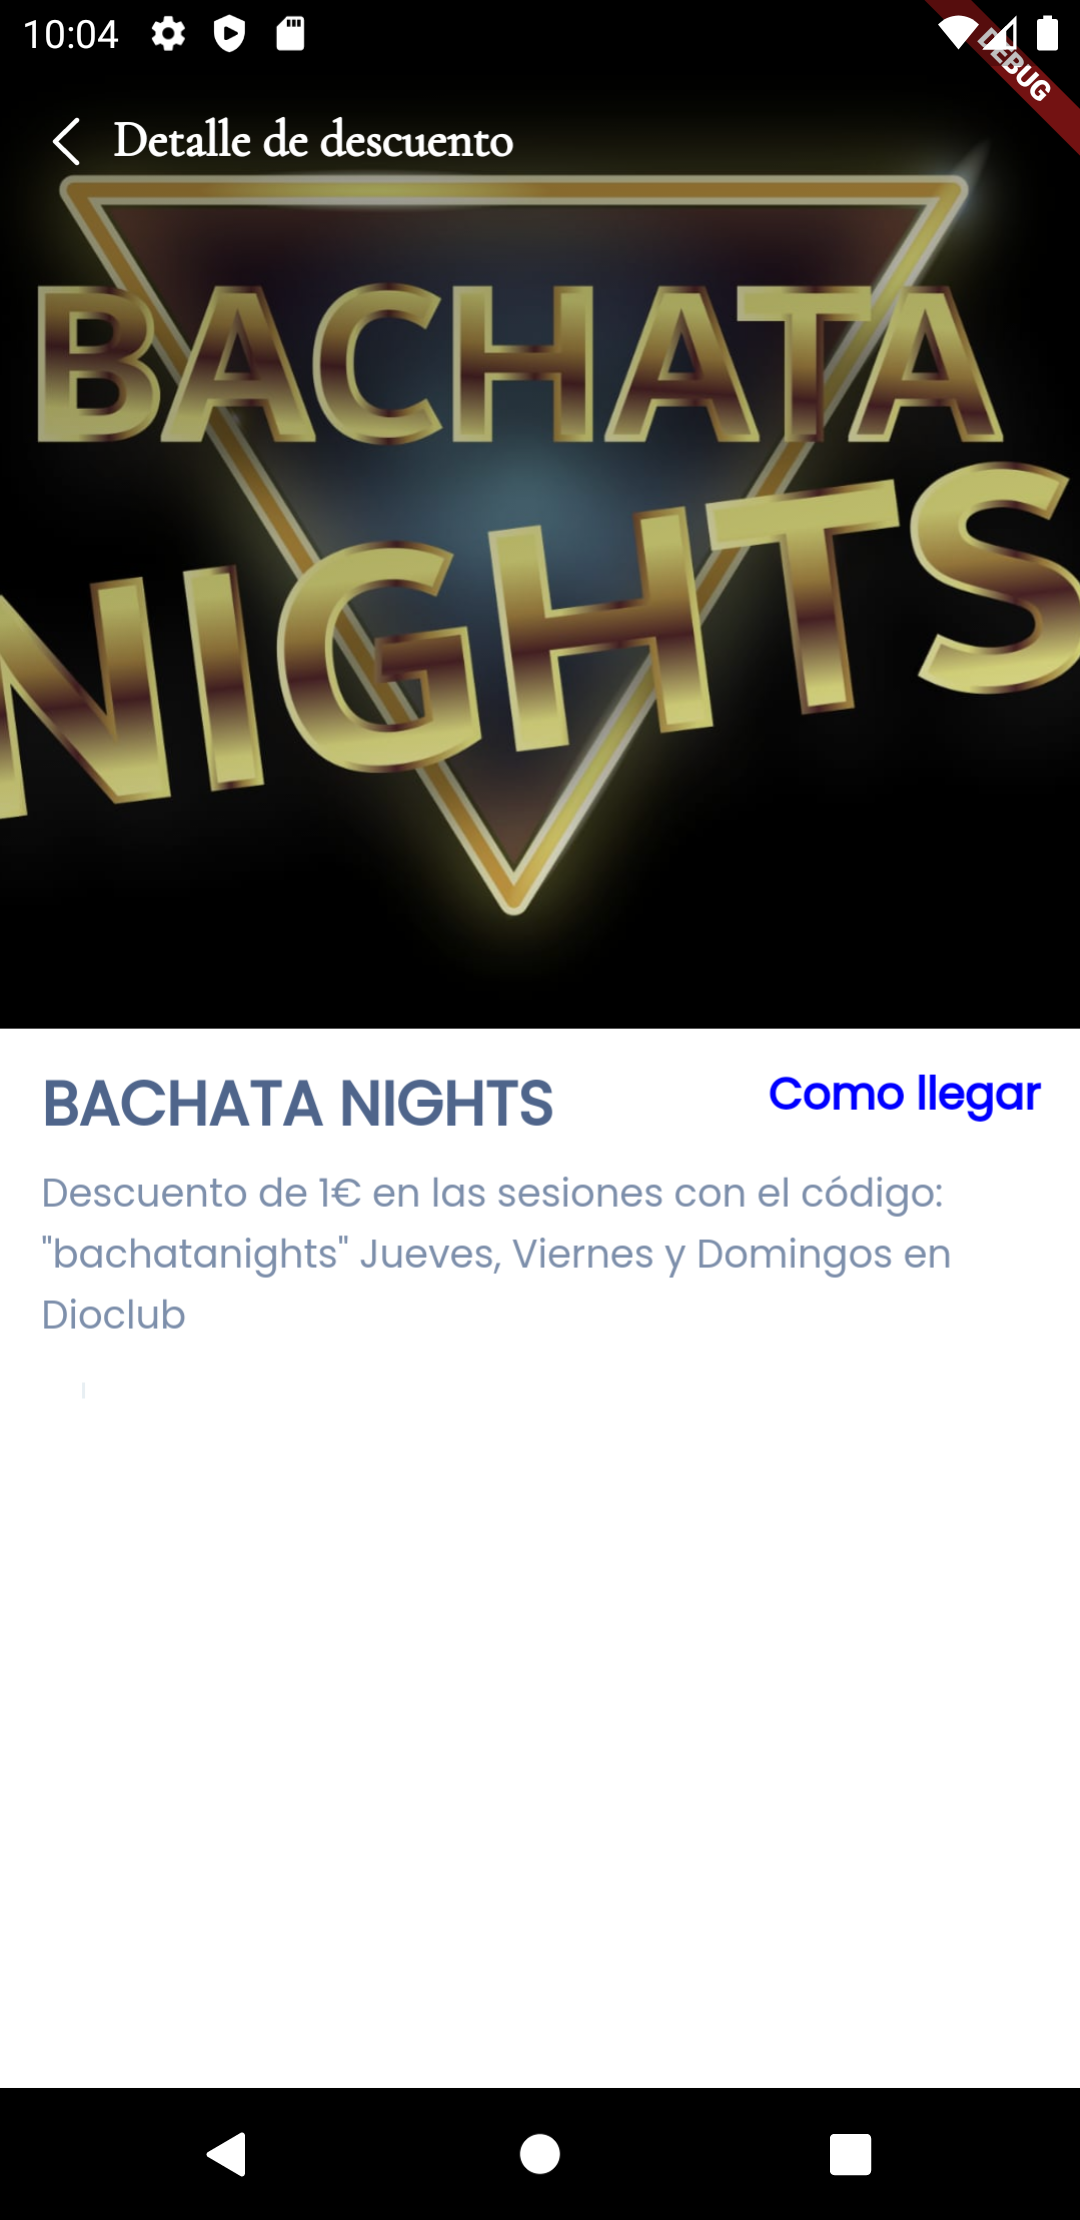 10:04
DEBUG
Detalle de descuento
BACHATA
NIGHTS
BACHATA NIGHTS
Como llegar
Descuento de 1€ en las sesiones con el código:
"bachatanights" Jueves, Viernes y Domingos en
Dioclub